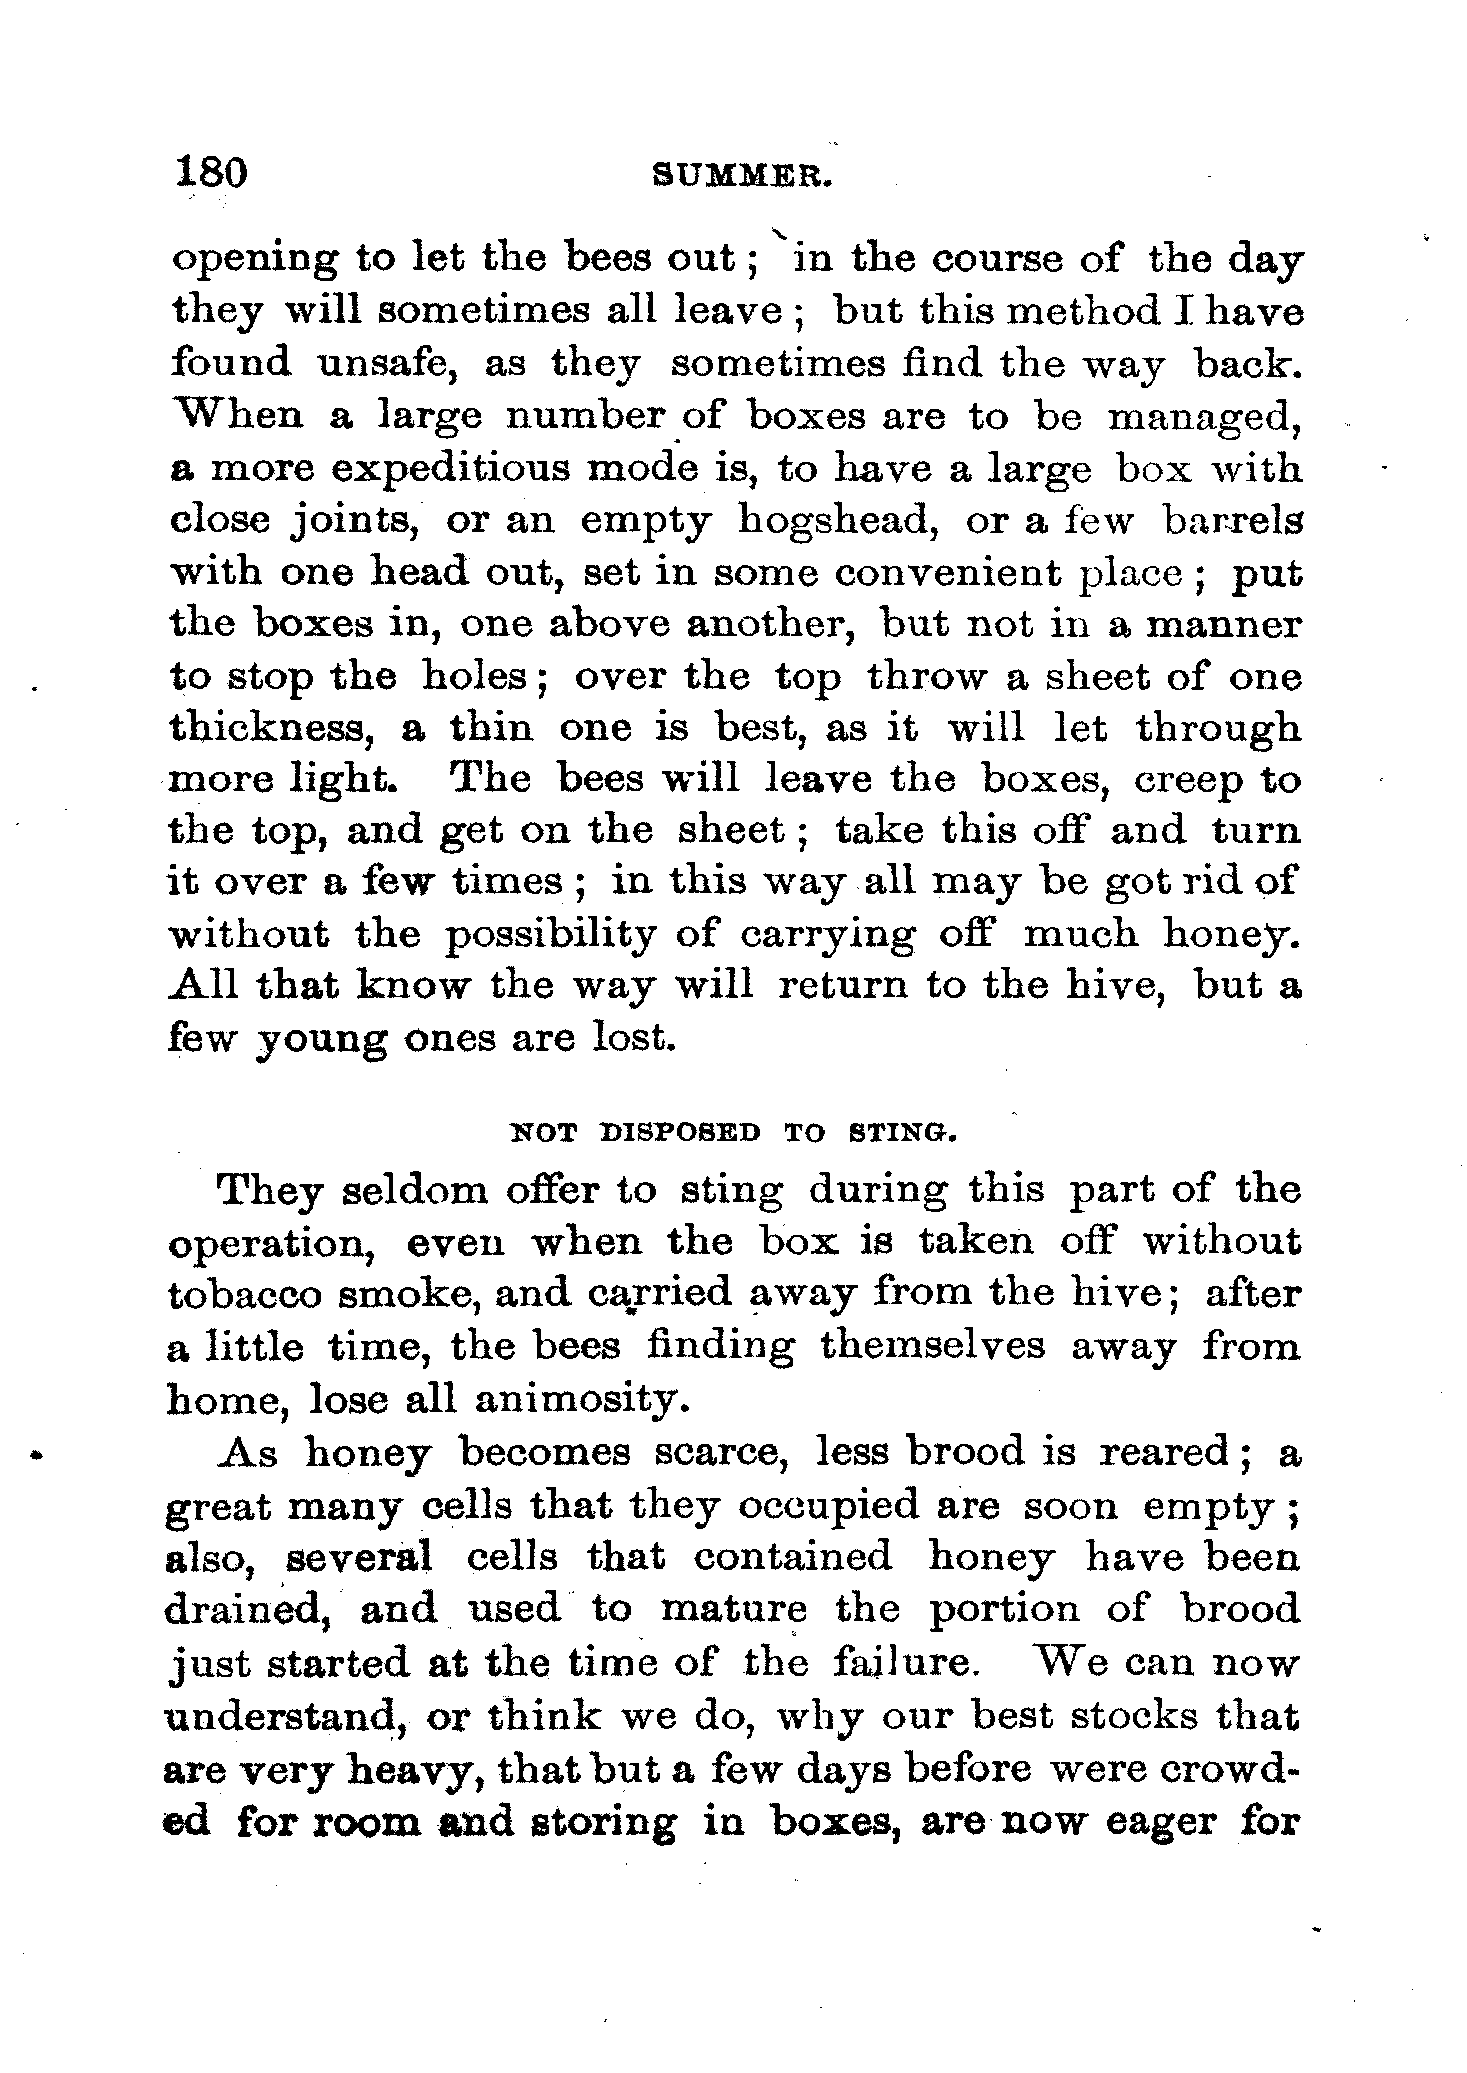 180 SUMMER.
opening to let the bees out; in the course of the day
they will sometimes all leave; but this method I have
found unsafe, as they sometimes find the way back.
When a large number of boxes are to be managed,
a more expeditious mode is, to have a large box with
close joints, or an empty hogshead, or a few barrels
with one head out, set in some convenient place; put
the boxes in, one above another, but not in a manner
to stop the holes; over the top throw a sheet of one
thickness, a thin one is best, as it will let through
more light. The bees will leave the boxes, creep to
the top, and get on the sheet; take this off and turn
it over a few times; in this way all may be got rid of
without the possibility of carrying off much honey.
All that know the way will return to the hive, but a
few young ones are lost.
NOT DISPOSED TO STING.
They seldom offer to sting during this part of the
operation, even when the box is taken off without
tobacco smoke, and carried away from the hive; after
a little time, the bees finding themselves away from
home, lose all animosity.
As honey becomes scarce, less brood is reared; a
great many cells that they occupied are soon empty;
also, several cells that contained honey have been
drained, and used to mature the portion of brood
just started at the time of the failure. We can now
understand, or think we do, why our best stocks that
are very heavy, that but a few days before were crowd-
ed for room and storing in boxes, are now eager for